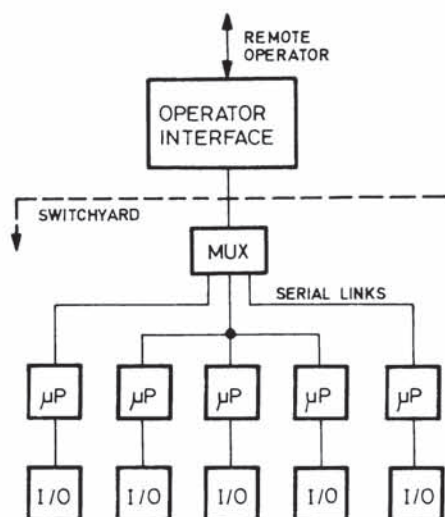 REMOTE
OPERATOR
OPERATOR
INTERFACE
SWITCHYARD
MUX
SERIAL LINKS
µP µP µP µP µP
I/O I/O I/O I/O I/O